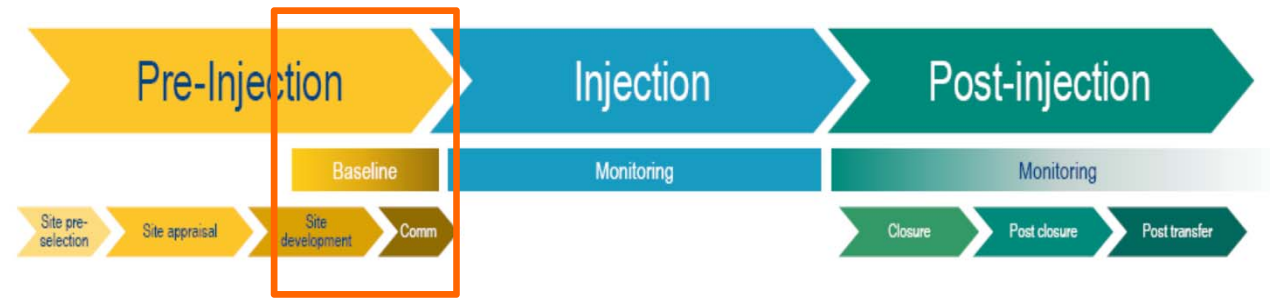 Pre-Injection
Injection
Post-injection
Baseline
Monitoring
Monitoring
Site pre-
selection
Site appraisal
Site
development
Comm
Closure
Post closure
Post transfer